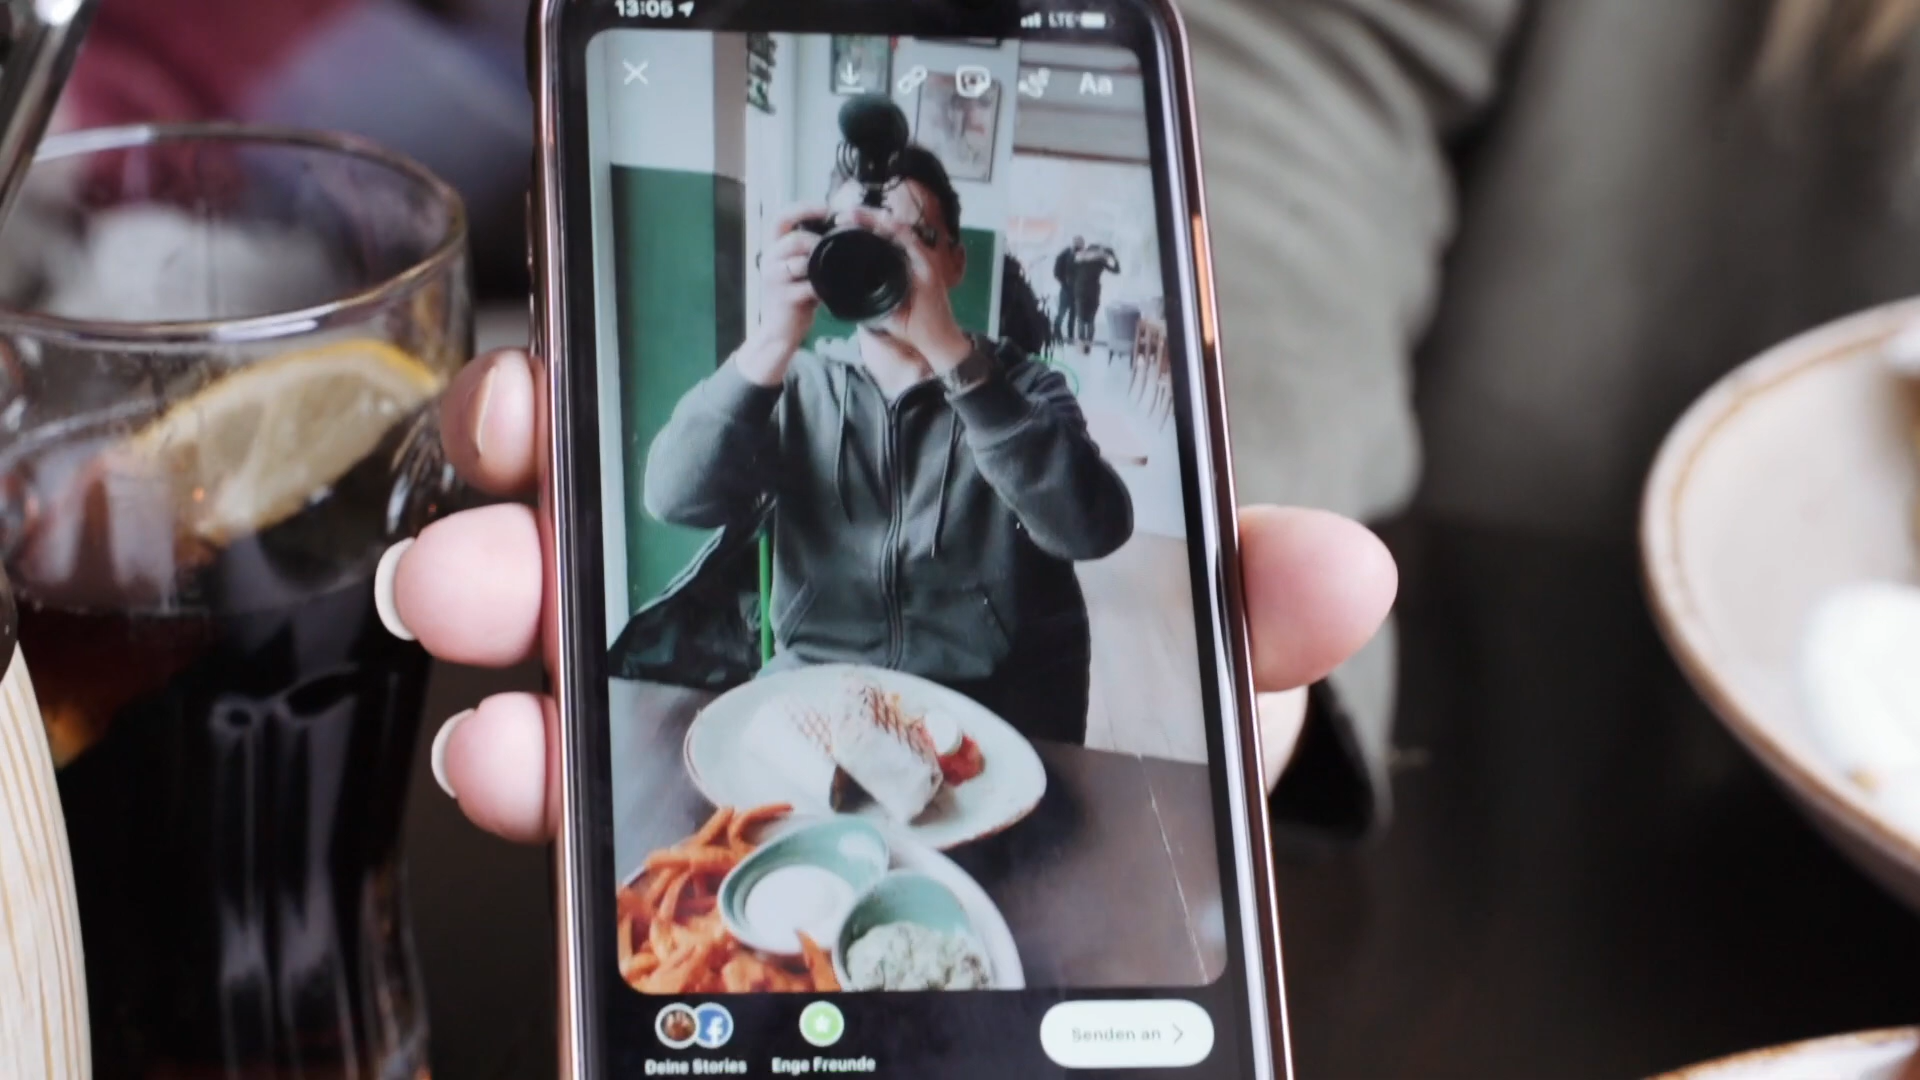 13:05
LTE
Aa
Senden an
Deine Stories
Enge Freunde